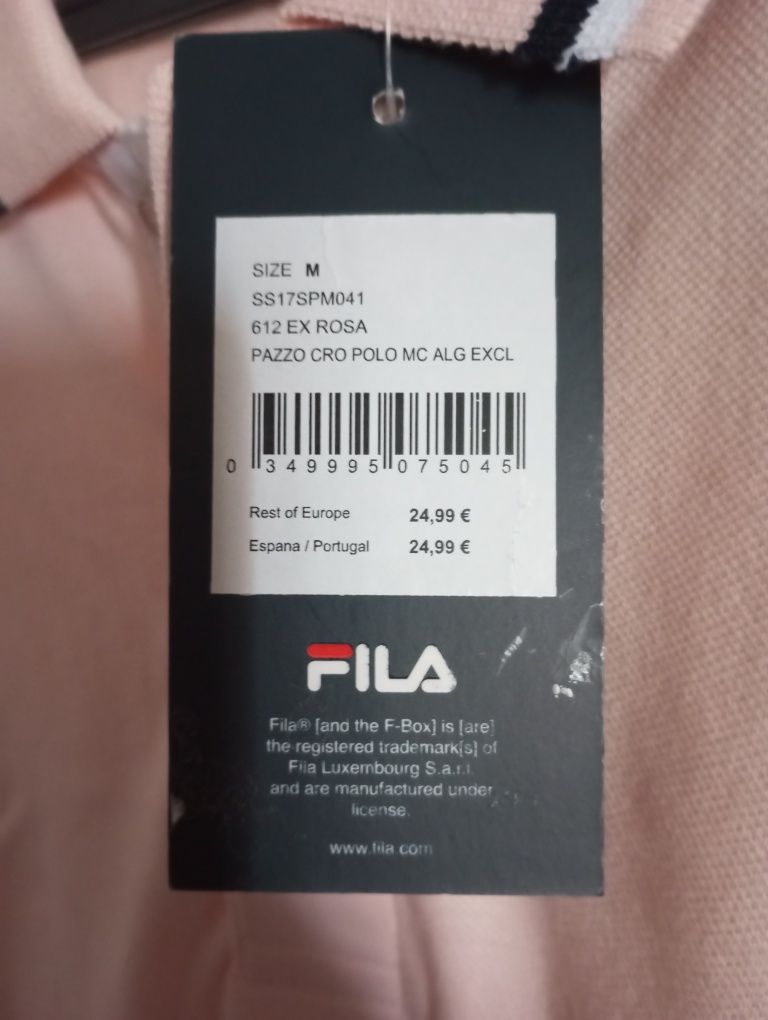 SIZE M
SS17SPM041
612 EX ROSA
PAZZO CRO POLO MC ALG EXCL
0 349995 075045
Rest of Europe 24,99 €
Espana / Portugal 24,99 €
FILA
Fila® [and the F-Box] is [are]
the registered trademark[s] of
Fila Luxembourg S.a.r.l.
and are manufactured under
license.
www.fila.com